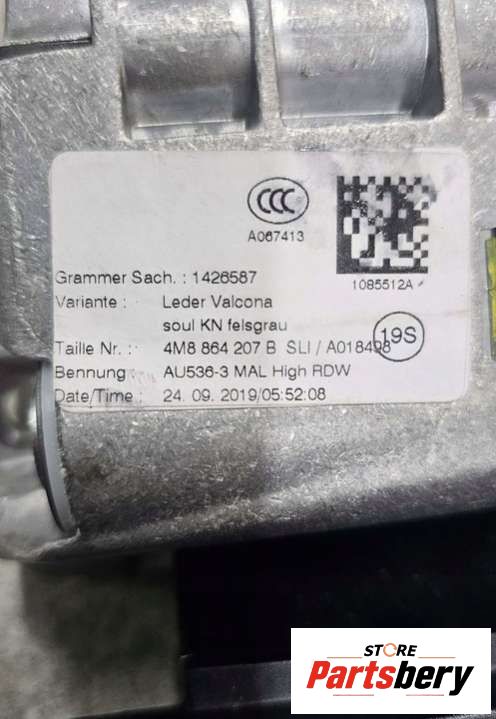 CCC
A067413
1085512A
Grammer Sach. : 1426587
Variante : Leder Valcona
soul KN felsgrau
19S
Taille Nr. : 4M8 864 207 B SLI / A018498
Bennung : AU536-3 MAL High RDW
Date/Time : 24. 09. 2019/05:52:08
STORE
Partsbery